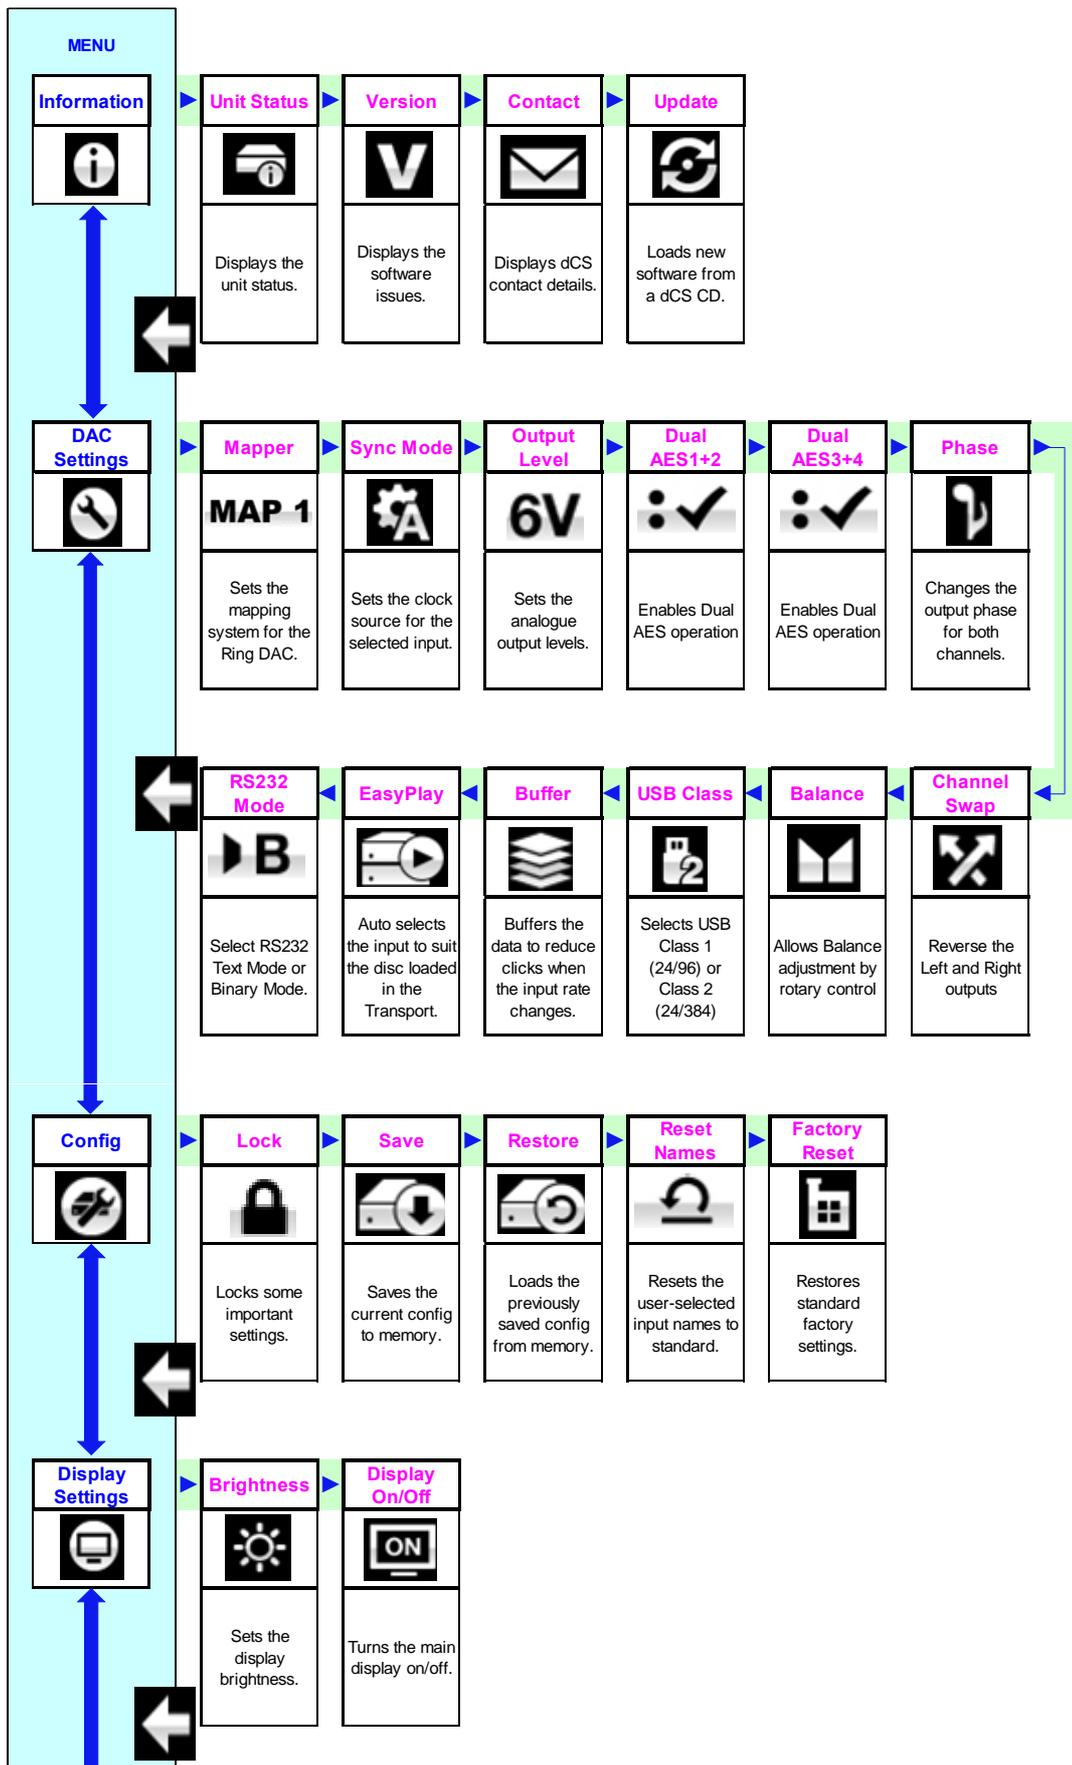 MENU
Information
Unit Status
Version
Contact
Update
V
Displays the
unit status.
Displays the
software
issues.
Displays dCS
contact details.
Loads new
software from
a dCS CD.
DAC
Settings
Mapper
Sync Mode
Output
Level
Dual
AES1+2
Dual
AES3+4
Phase
MAP 1
A
6V
Sets the
mapping
system for the
Ring DAC.
Sets the clock
source for the
selected input.
Sets the
analogue
output levels.
Enables Dual
AES operation
Enables Dual
AES operation
Changes the
output phase
for both
channels.
RS232
Mode
EasyPlay
Buffer
USB Class
Balance
Channel
Swap
B
2
Select RS232
Text Mode or
Binary Mode.
Auto selects
the input to suit
the disc loaded
in the
Transport.
Buffers the
data to reduce
clicks when
the input rate
changes.
Selects USB
Class 1
(24/96) or
Class 2
(24/384)
Allows Balance
adjustment by
rotary control
Reverse the
Left and Right
outputs
Config
Lock
Save
Restore
Reset
Names
Factory
Reset
Locks some
important
settings.
Saves the
current config
to memory.
Loads the
previously
saved config
from memory.
Resets the
user-selected
input names to
standard.
Restores
standard
factory
settings.
Display
Settings
Brightness
Display
On/Off
ON
Sets the
display
brightness.
Turns the main
display on/off.